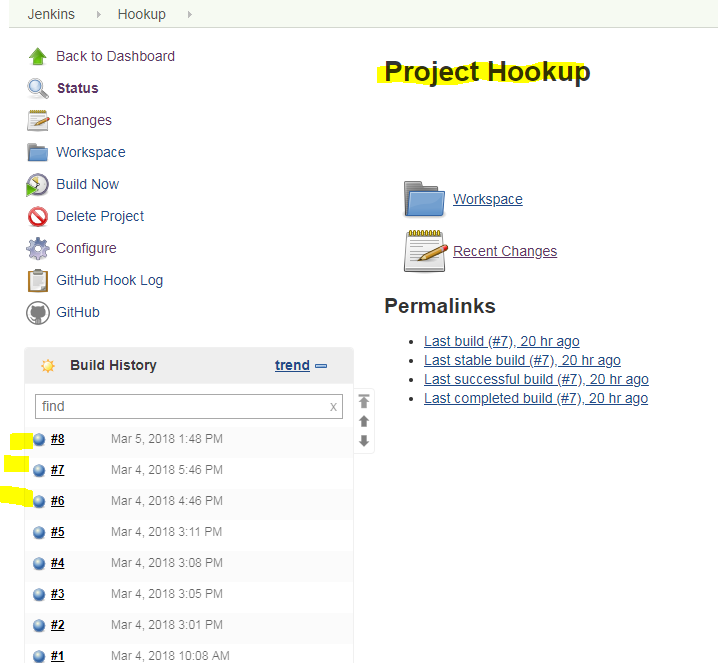 Jenkins Hookup
Back to Dashboard
Status
Changes
Workspace
Build Now
Delete Project
Configure
GitHub Hook Log
GitHub
Build History trend
find x
#8 Mar 5, 2018 1:48 PM
#7 Mar 4, 2018 5:46 PM
#6 Mar 4, 2018 4:46 PM
#5 Mar 4, 2018 3:11 PM
#4 Mar 4, 2018 3:08 PM
#3 Mar 4, 2018 3:05 PM
#2 Mar 4, 2018 3:01 PM
#1 Mar 4, 2018 10:08 AM
Project Hookup
Workspace
Recent Changes
Permalinks
Last build (#7), 20 hr ago
Last stable build (#7), 20 hr ago
Last successful build (#7), 20 hr ago
Last completed build (#7), 20 hr ago